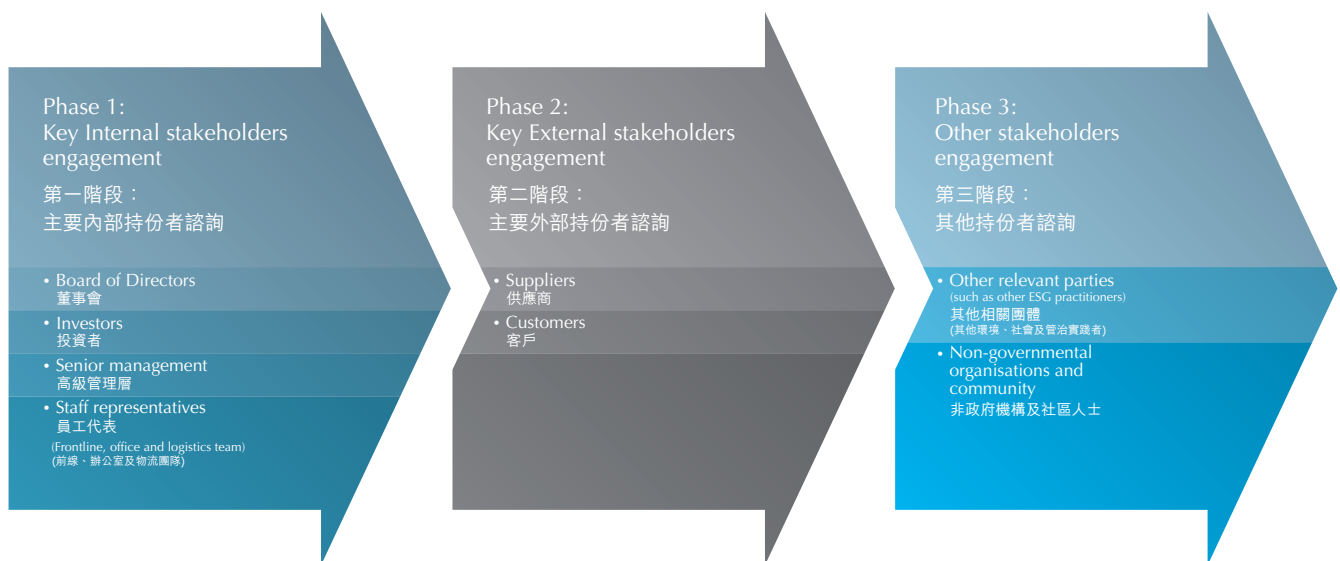 Phase 1:
Key Internal stakeholders
engagement
第一階段：
主要內部持份者諮詢
• Board of Directors
董事會
• Investors
投資者
• Senior management
高級管理層
• Staff representatives
員工代表
(Frontline, office and logistics team)
(前線、辦公室及物流團隊)
Phase 2:
Key External stakeholders
engagement
第二階段：
主要外部持份者諮詢
• Suppliers
供應商
• Customers
客戶
Phase 3:
Other stakeholders
engagement
第三階段：
其他持份者諮詢
• Other relevant parties
(such as other ESG practitioners)
其他相關團體
(其他環境、社會及管治實踐者)
• Non-governmental
organisations and
community
非政府機構及社區人士